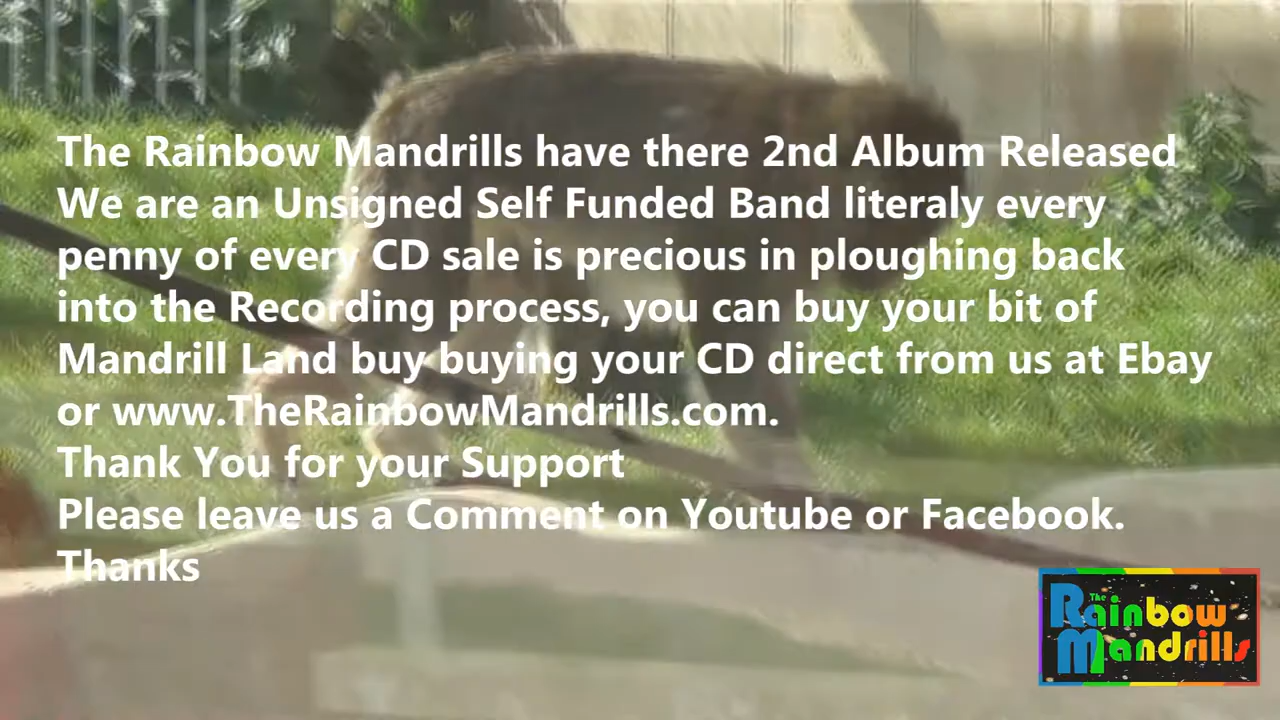 The Rainbow Mandrills have there 2nd Album Released
We are an Unsigned Self Funded Band literaly every
penny of every CD sale is precious in ploughing back
into the Recording process, you can buy your bit of
Mandrill Land buy buying your CD direct from us at Ebay
or www.TheRainbowMandrills.com.
Thank You for your Support
Please leave us a Comment on Youtube or Facebook.
Thanks
The
Rainbow
Mandrills